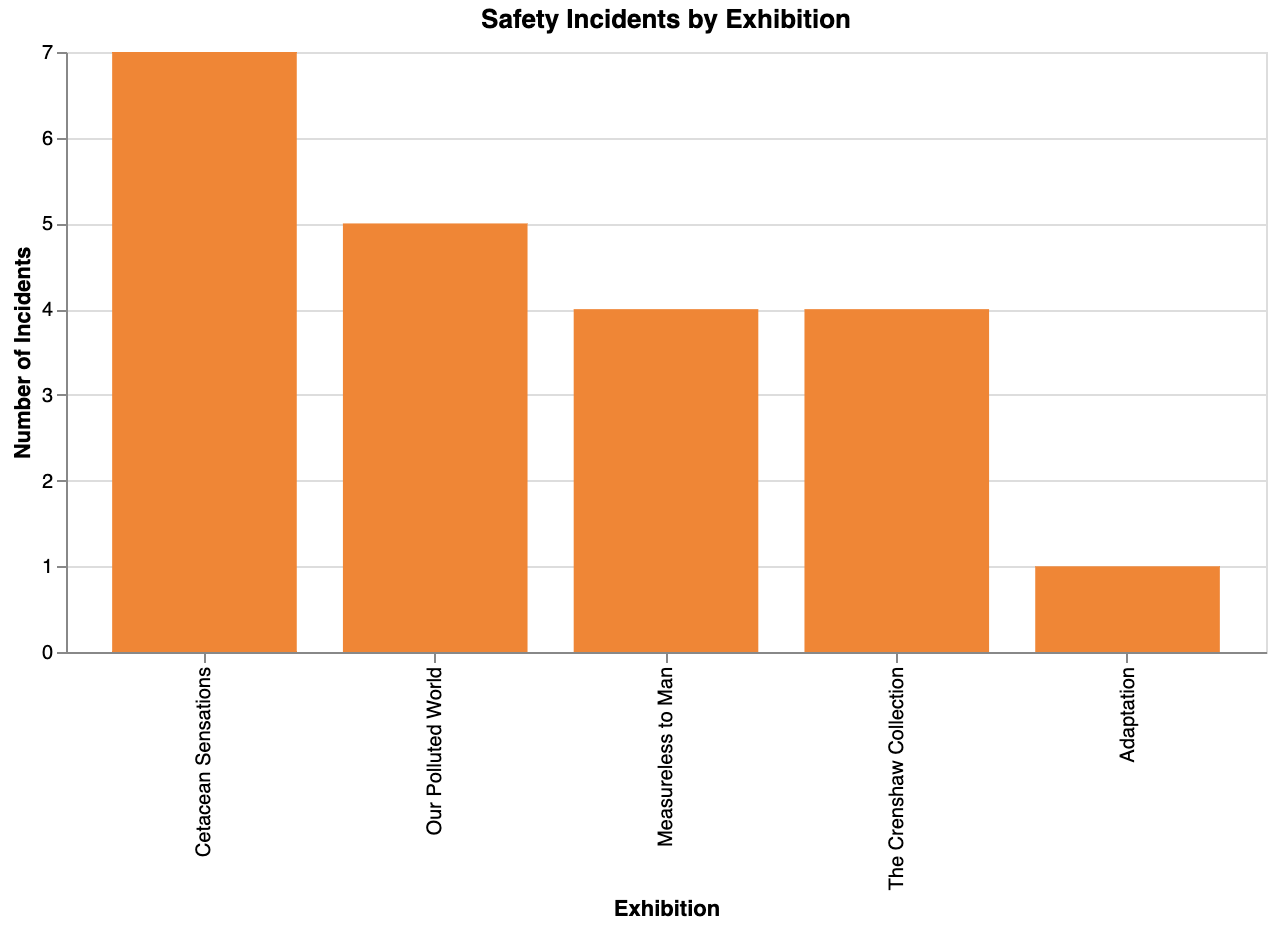 Safety Incidents by Exhibition
Number of Incidents
7
6
5
4
3
2
1
0
Cetacean Sensations
Our Polluted World
Measureless to Man
The Crenshaw Collection
Adaptation
Exhibition